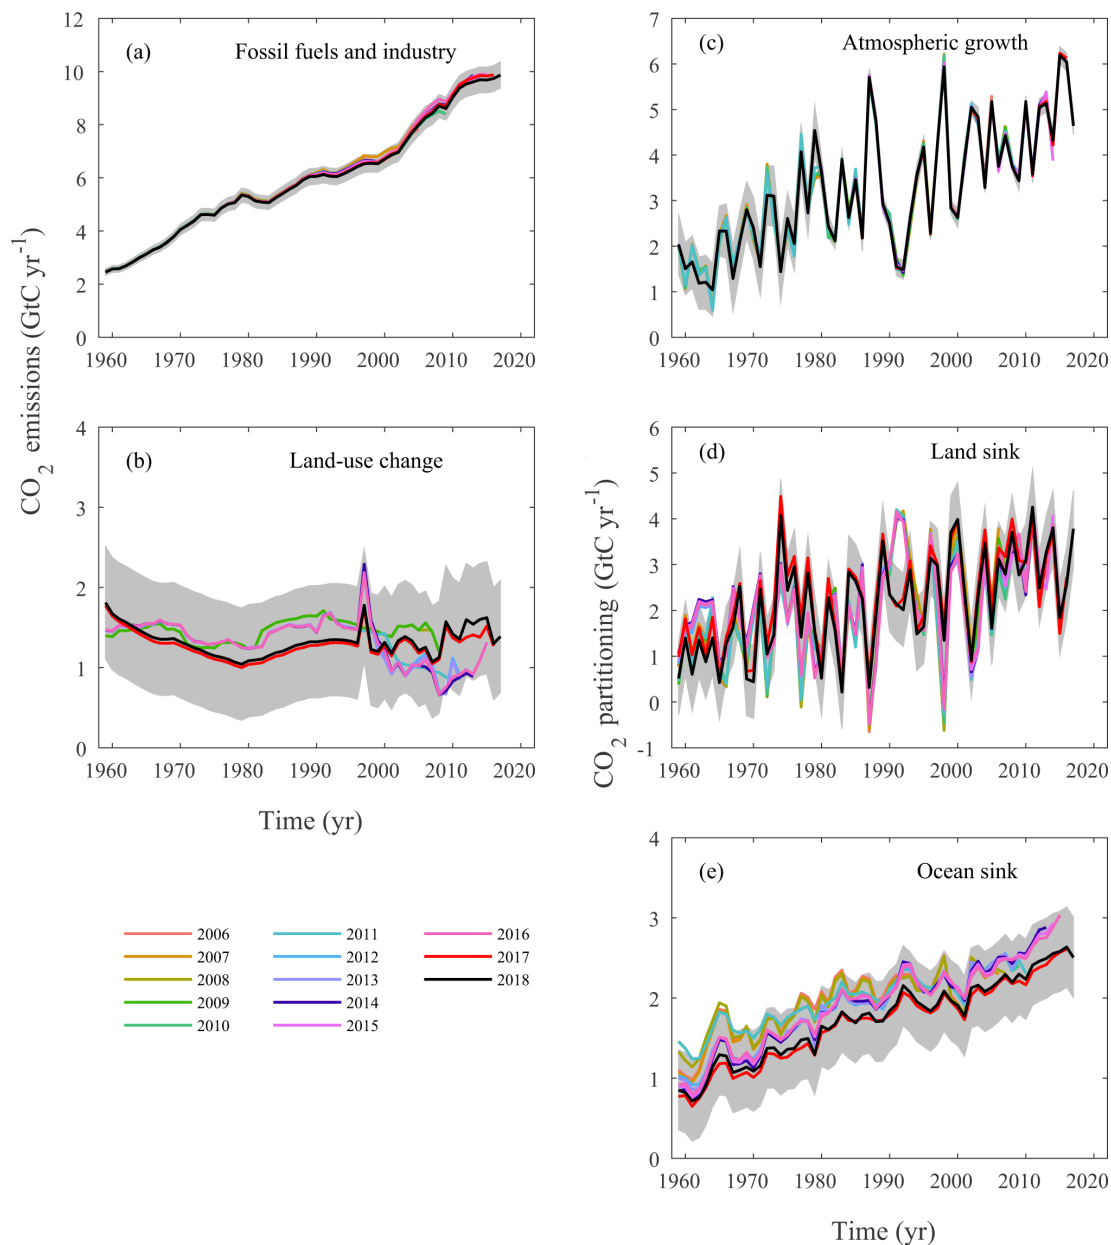 CO2 emissions (GtC yr-1)
(a) Fossil fuels and industry
12
10
8
6
4
2
0
1960 1970 1980 1990 2000 2010 2020
(b) Land-use change
4
3
2
1
0
1960 1970 1980 1990 2000 2010 2020
Time (yr)
CO2 partitioning (GtC yr-1)
(c) Atmospheric growth
7
6
5
4
3
2
1
0
1960 1970 1980 1990 2000 2010 2020
(d) Land sink
6
5
4
3
2
1
0
-1
1960 1970 1980 1990 2000 2010 2020
(e) Ocean sink
4
3
2
1
0
1960 1970 1980 1990 2000 2010 2020
Time (yr)
2006 2011 2016
2007 2012 2017
2008 2013 2018
2009 2014
2010 2015